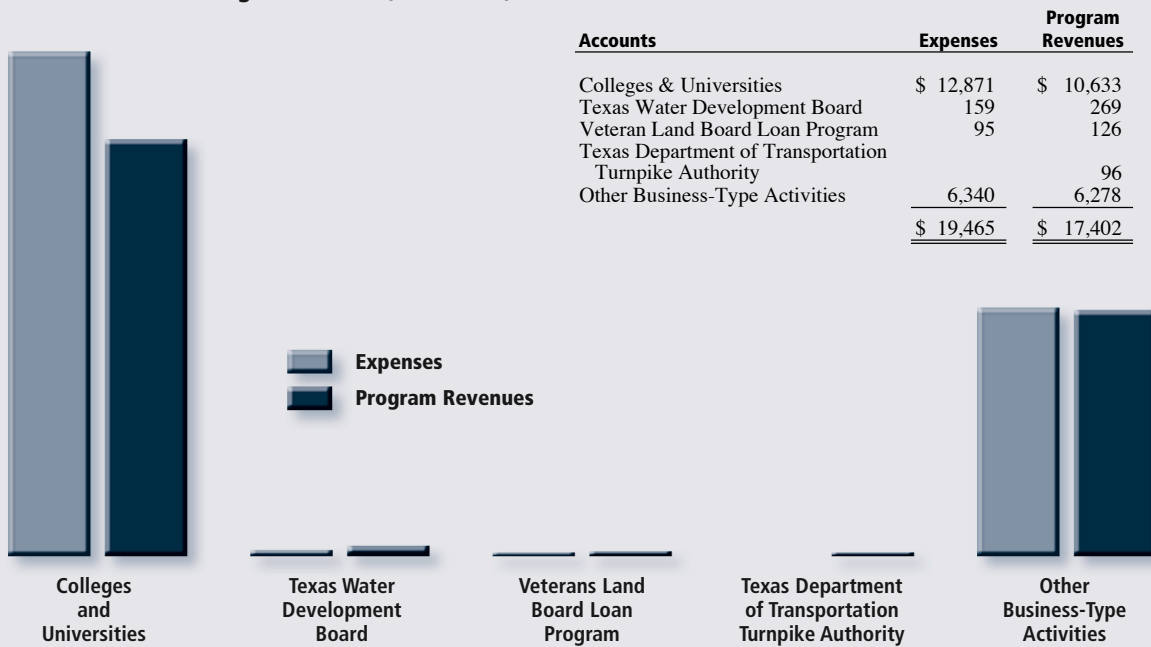 Accounts Expenses Program Revenues
Colleges & Universities $ 12,871 $ 10,633
Texas Water Development Board 159 269
Veteran Land Board Loan Program 95 126
Texas Department of Transportation
Turnpike Authority 96
Other Business-Type Activities 6,340 6,278
$ 19,465 $ 17,402
Expenses
Program Revenues
Colleges
and
Universities
Texas Water
Development
Board
Veterans Land
Board Loan
Program
Texas Department
of Transportation
Turnpike Authority
Other
Business-Type
Activities